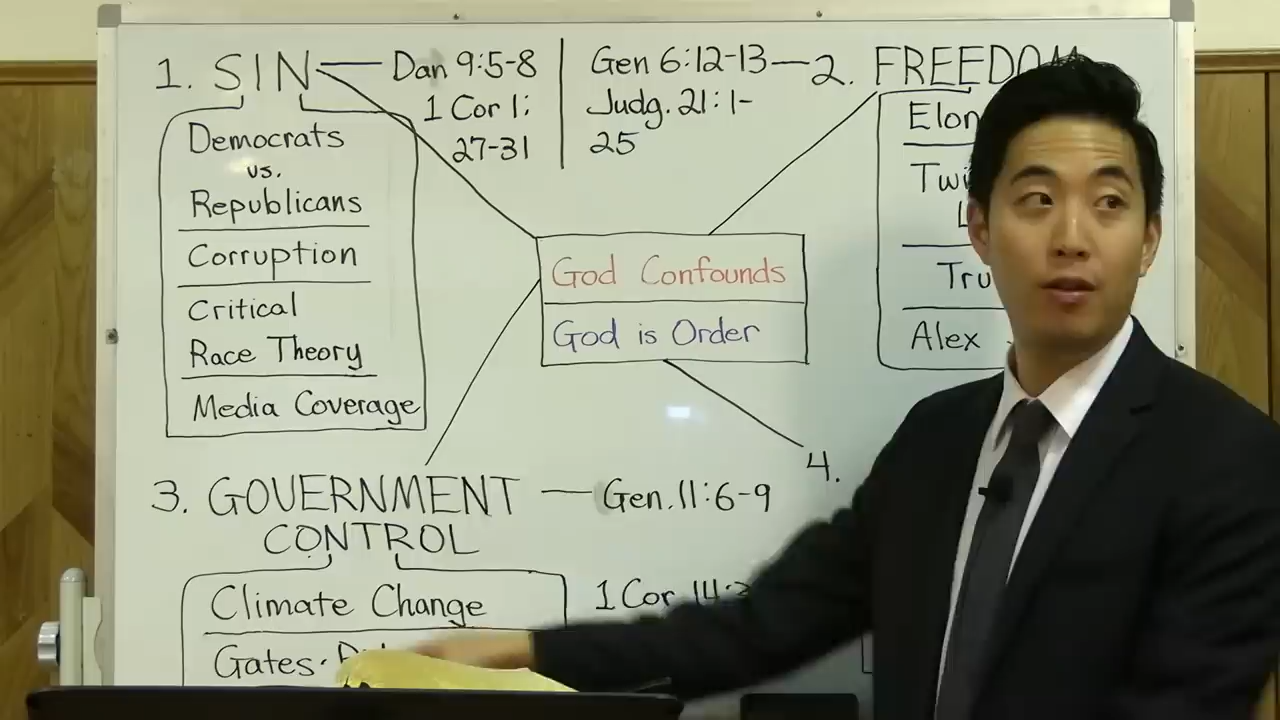 1. SIN — Dan 9:5-8
1 Cor 1:
27-31
Gen 6:12-13 — 2. FREEDOM
Judg. 21:1-
25
Democrats
vs.
Republicans
Corruption
Critical
Race Theory
Media Coverage
God Confounds
God is Order
Alex
3. GOVERNMENT — Gen. 11:6-9
CONTROL
Climate Change
Gates.
1 Cor 14:
4.